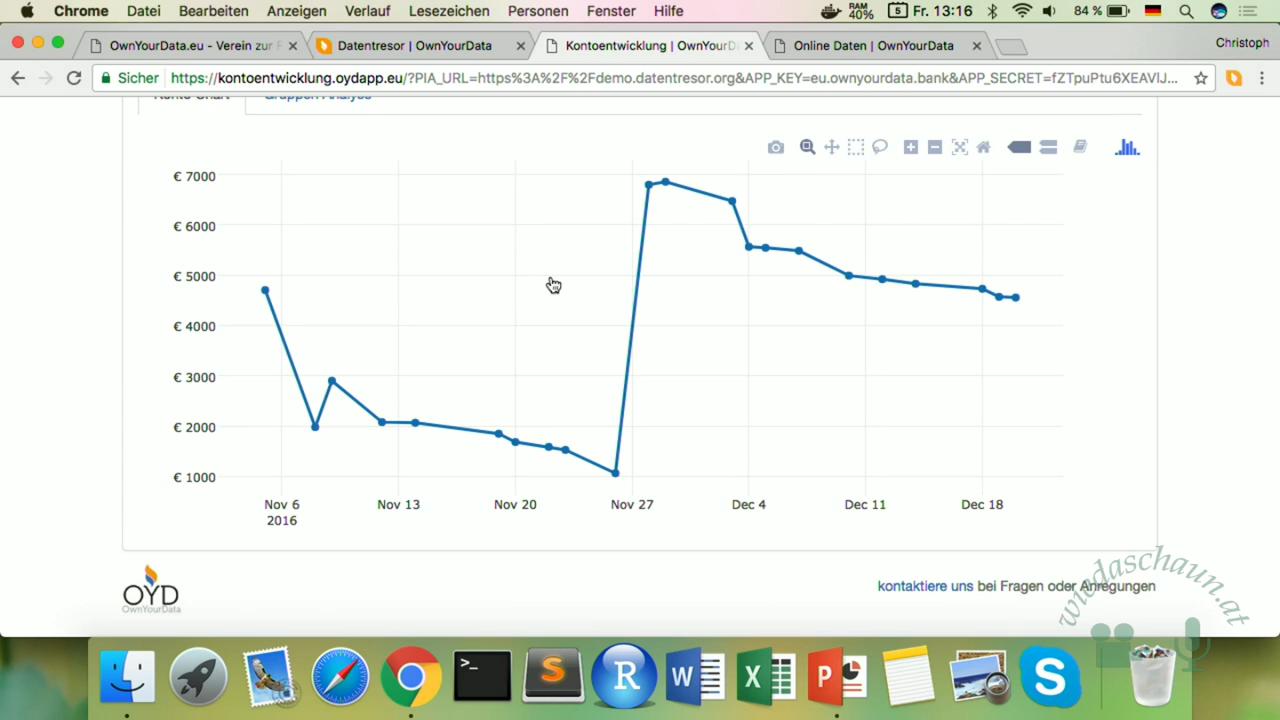 Chrome Datei Bearbeiten Anzeigen Verlauf Lesezeichen Personen Fenster Hilfe RAM 40% 5 Fr. 13:16 84 %
OwnYourData.eu - Verein zur Datentresor | OwnYourData Kontoentwicklung | OwnYourD Online Daten | OwnYourData Christoph
Sicher https://kontoentwicklung.oydapp.eu/?PIA_URL=https%3A%2F%2Fdemo.datentresor.org&APP_KEY=eu.ownyourdata.bank&APP_SECRET=fZTpuPtu6XEAVlJ...
€ 7000
€ 6000
€ 5000
€ 4000
€ 3000
€ 2000
€ 1000
Nov 6 Nov 13 Nov 20 Nov 27 Dec 4 Dec 11 Dec 18
2016
OYD
OwnYourData
kontaktiere uns bei Fragen oder Anregungen
wiedaschaun.at
>_ S R W X P S